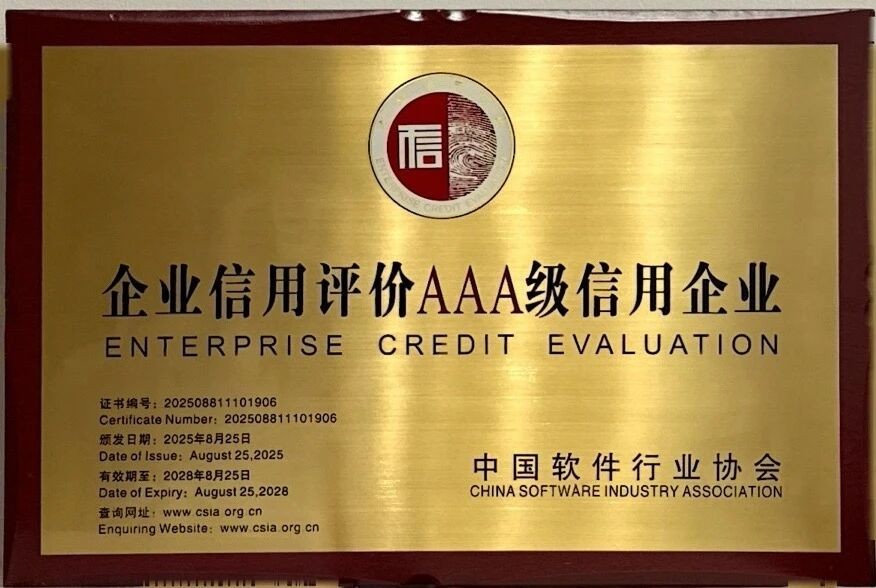 信
ENTERPRISE CREDIT EVALUATION
企业信用评价AAA级信用企业
ENTERPRISE CREDIT EVALUATION
证书编号：202508811101906
Certificate Number：202508811101906
颁发日期：2025年8月25日
Date of Issue：August 25,2025
有效期至：2028年8月25日
Date of Expiry：August 25,2028
查询网址：www.csia.org.cn
Enquiring Website：www.csia.org.cn
中国软件行业协会
CHINA SOFTWARE INDUSTRY ASSOCIATION